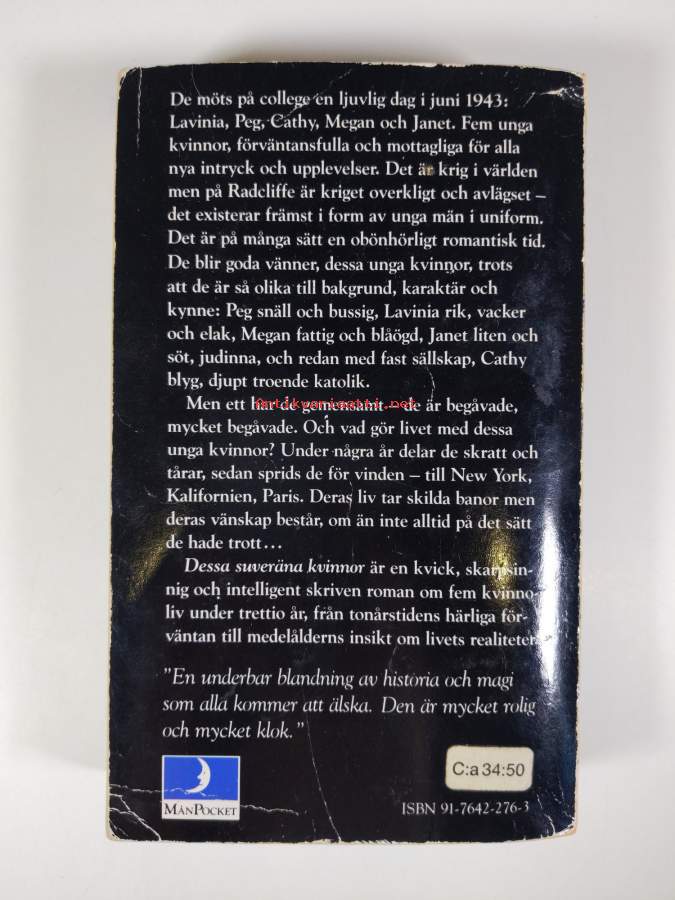 De möts på college en ljuvlig dag i juni 1943:
Lavinia, Peg, Cathy, Megan och Janet. Fem unga
kvinnor, förväntansfulla och mottagliga för alla
nya intryck och upplevelser. Det är krig i världen
men på Radcliffe är kriget overkligt och avlägset –
det existerar främst i form av unga män i uniform.
Det är på många sätt en obönhörligt romantisk tid.
De blir goda vänner, dessa unga kvinnor, trots
att de är så olika till bakgrund, karaktär och
kynne: Peg snäll och bussig, Lavinia rik, vacker
och elak, Megan fattig och blåögd, Janet liten och
söt, judinna, och redan med fast sällskap, Cathy
blyg, djupt troende katolik.
Men ett har de gemensamt – de är begåvade,
antikvariaatti.net
mycket begåvade. Och vad gör livet med dessa
unga kvinnor? Under några år delar de skratt och
tårar, sedan sprids de för vinden – till New York,
Kalifornien, Paris. Deras liv tar skilda banor men
deras vänskap består, om än inte alltid på det sätt
de hade trott...
Dessa suveräna kvinnor är en kvick, skarpsin-
nig och intelligent skriven roman om fem kvinno-
liv under trettio år, från tonårstidens härliga för-
väntan till medelålderns insikt om livets realiteter.
"En underbar blandning av historia och magi
som alla kommer att älska. Den är mycket rolig
och mycket klok."
MÅNPOCKET
C:a 34:50
ISBN 91-7642-276-3